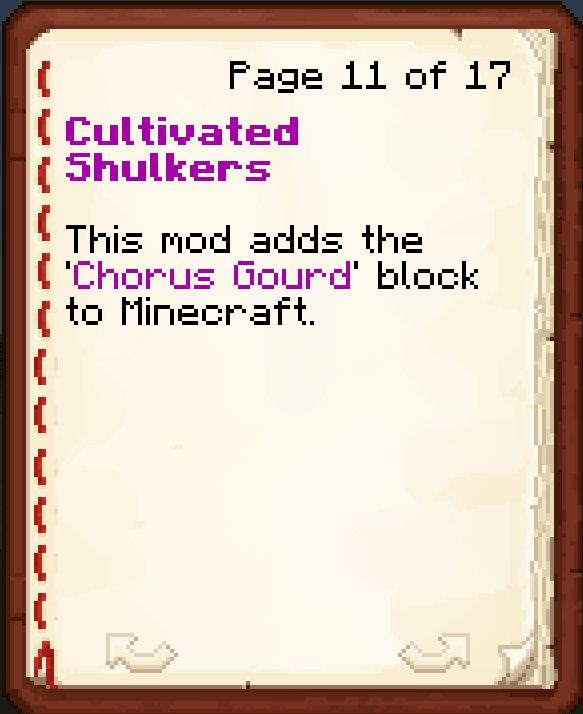 Page 11 of 17
Cultivated
Shulkers
This mod adds the
'Chorus Gourd' block
to Minecraft.